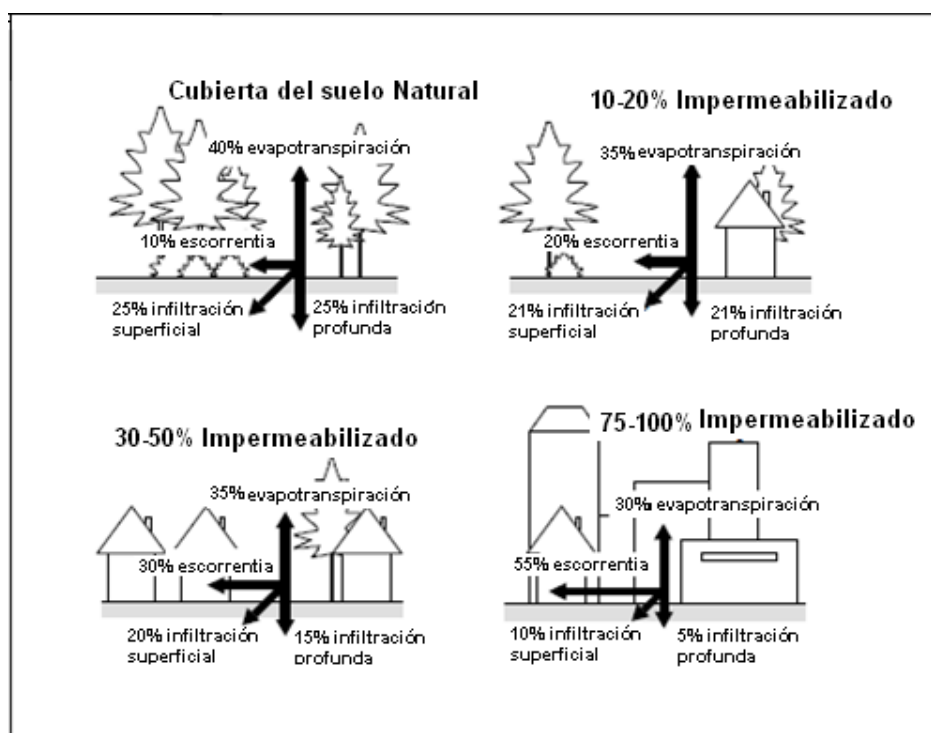 Cubierta del suelo Natural
40% evapotranspiración
10% escorrentia
25% infiltración
superficial
25% infiltración
profunda
10-20% Impermeabilizado
35% evapotranspiración
20% escorrentia
21% infiltración
superficial
21% infiltración
profunda
30-50% Impermeabilizado
35% evapotranspiración
30% escorrentia
20% infiltración
superficial
15% infiltración
profunda
75-100% Impermeabilizado
30% evapotranspiración
55% escorrentia
10% infiltración
superficial
5% infiltración
profunda